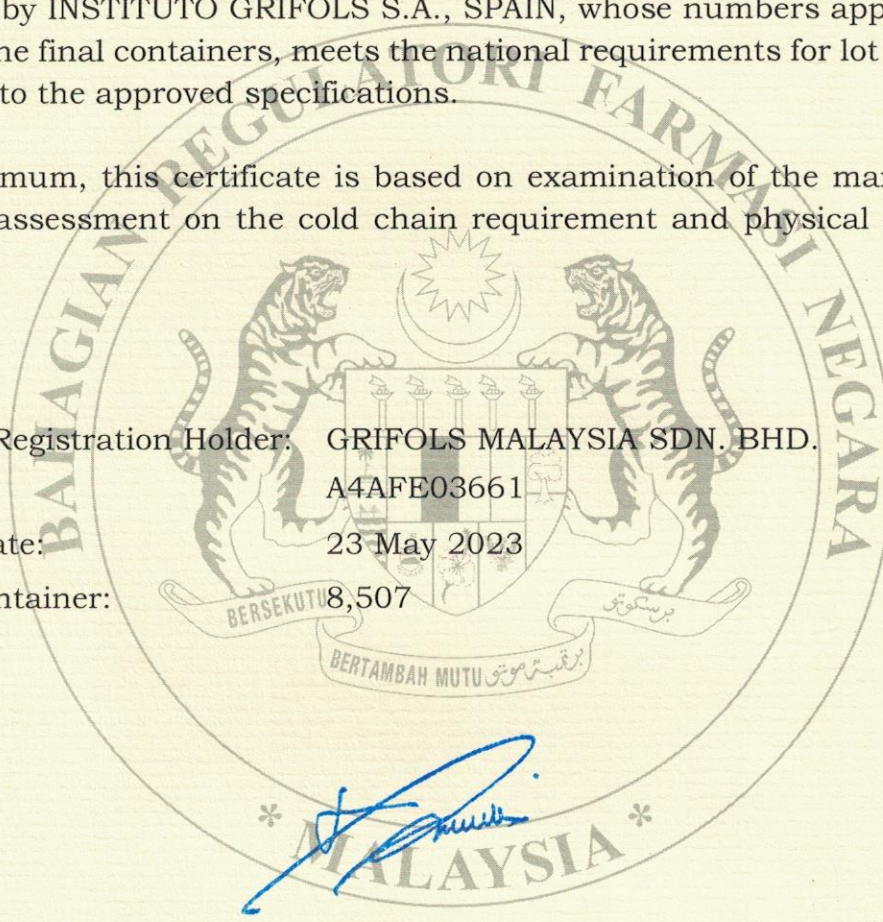 by INSTITUTO GRIFOLS S.A., SPAIN, whose numbers app
he final containers, meets the national requirements for lot
to the approved specifications.
mum, this certificate is based on examination of the ma
assessment on the cold chain requirement and physical
Registration Holder: GRIFOLS MALAYSIA SDN. BHD.
A4AFE03661
ate: 23 May 2023
ntainer: 8,507
BAHAGIAN REGULATORI FARMASI NEGARA
BERSEKUTU برسكوتو
BERTAMBAH MUTU برتمبه موتو
* MALAYSIA *